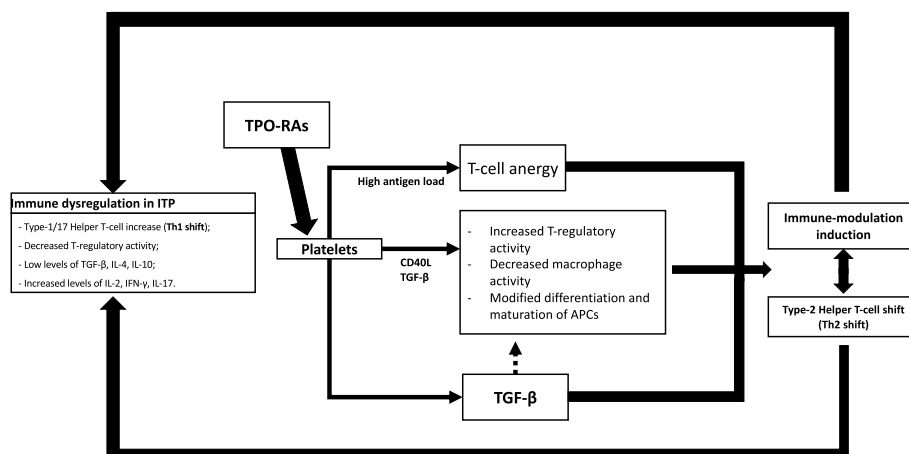 TPO-RAs
Immune dysregulation in ITP
- Type-1/17 Helper T-cell increase (Th1 shift);
- Decreased T-regulatory activity;
- Low levels of TGF-β, IL-4, IL-10;
- Increased levels of IL-2, IFN-γ, IL-17.
Platelets
High antigen load
T-cell anergy
CD40L
TGF-β
- Increased T-regulatory
activity
- Decreased macrophage
activity
- Modified differentiation and
maturation of APCs
TGF-β
Immune-modulation
induction
Type-2 Helper T-cell shift
(Th2 shift)